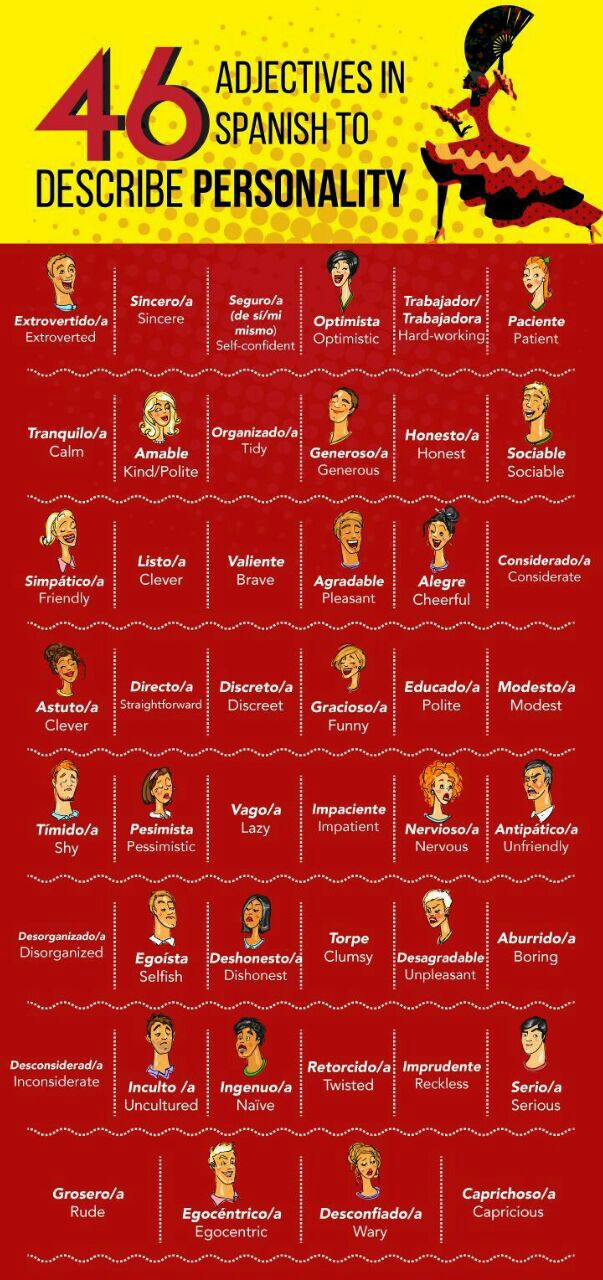 46
ADJECTIVES IN
SPANISH TO
DESCRIBE PERSONALITY
Extrovertido/a
Extroverted
Sincero/a
Sincere
Seguro/a
(de sí/mi
mismo)
Self-confident
Optimista
Optimistic
Trabajador/
Trabajadora
Hard-working
Paciente
Patient
Tranquilo/a
Calm
Amable
Kind/Polite
Organizado/a
Tidy
Generoso/a
Generous
Honesto/a
Honest
Sociable
Sociable
Simpático/a
Friendly
Listo/a
Clever
Valiente
Brave
Agradable
Pleasant
Alegre
Cheerful
Considerado/a
Considerate
Astuto/a
Clever
Directo/a
Straightforward
Discreto/a
Discreet
Gracioso/a
Funny
Educado/a
Polite
Modesto/a
Modest
Tímido/a
Shy
Pesimista
Pessimistic
Vago/a
Lazy
Impaciente
Impatient
Nervioso/a
Nervous
Antipático/a
Unfriendly
Desorganizado/a
Disorganized
Egoísta
Selfish
Deshonesto/a
Dishonest
Torpe
Clumsy
Desagradable
Unpleasant
Aburrido/a
Boring
Desconsiderad/a
Inconsiderate
Inculto /a
Uncultured
Ingenuo/a
Naïve
Retorcido/a
Twisted
Imprudente
Reckless
Serio/a
Serious
Grosero/a
Rude
Egocéntrico/a
Egocentric
Desconfiado/a
Wary
Caprichoso/a
Capricious